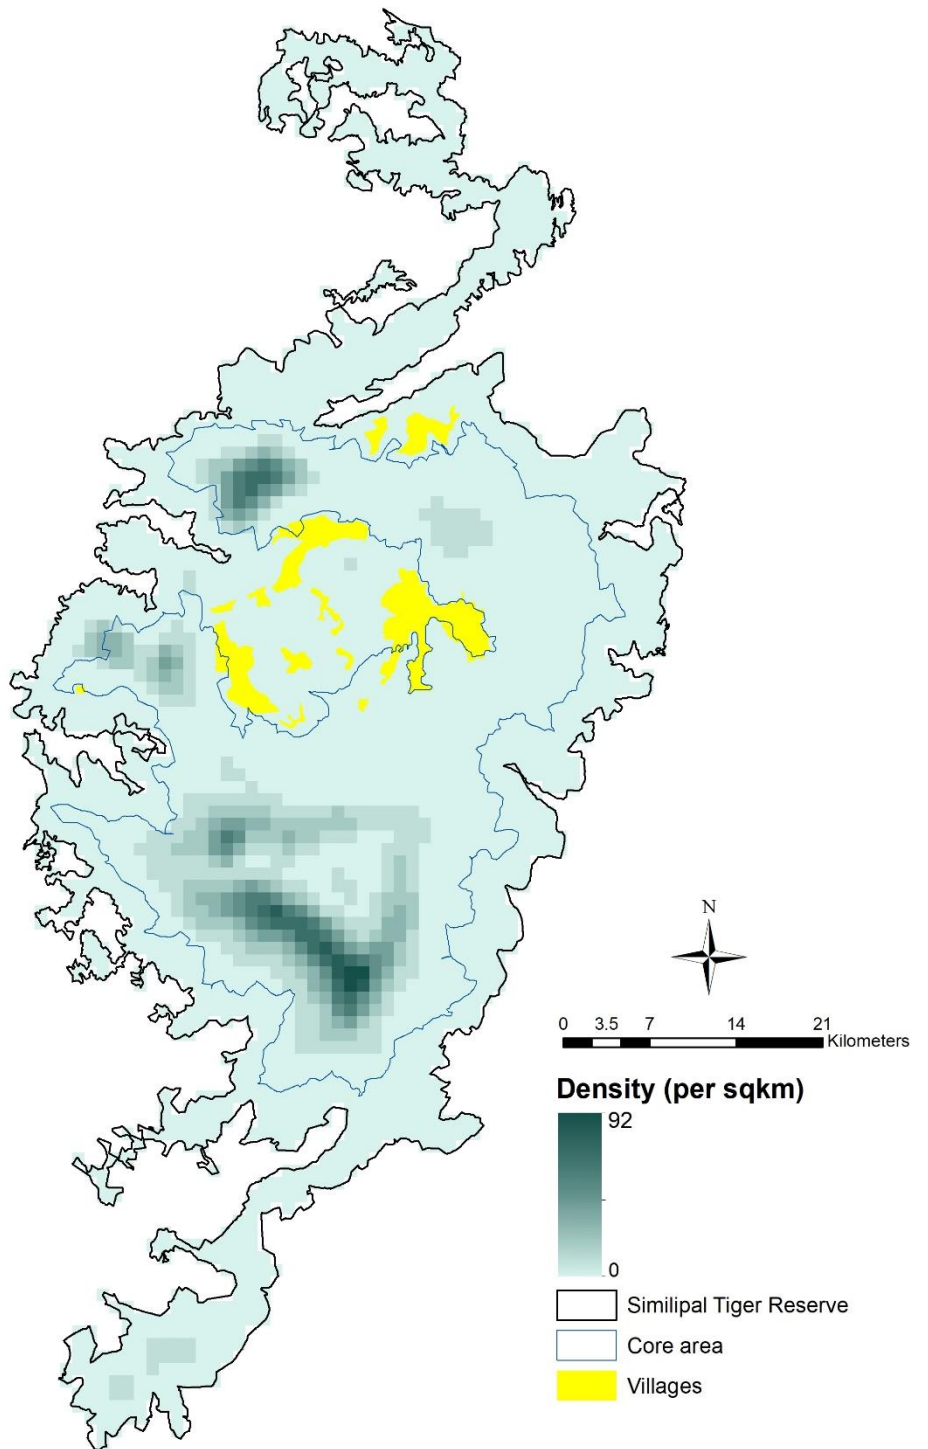 N
0 3.5 7 14 21
Kilometers
Density (per sqkm)
92
0
Similipal Tiger Reserve
Core area
Villages